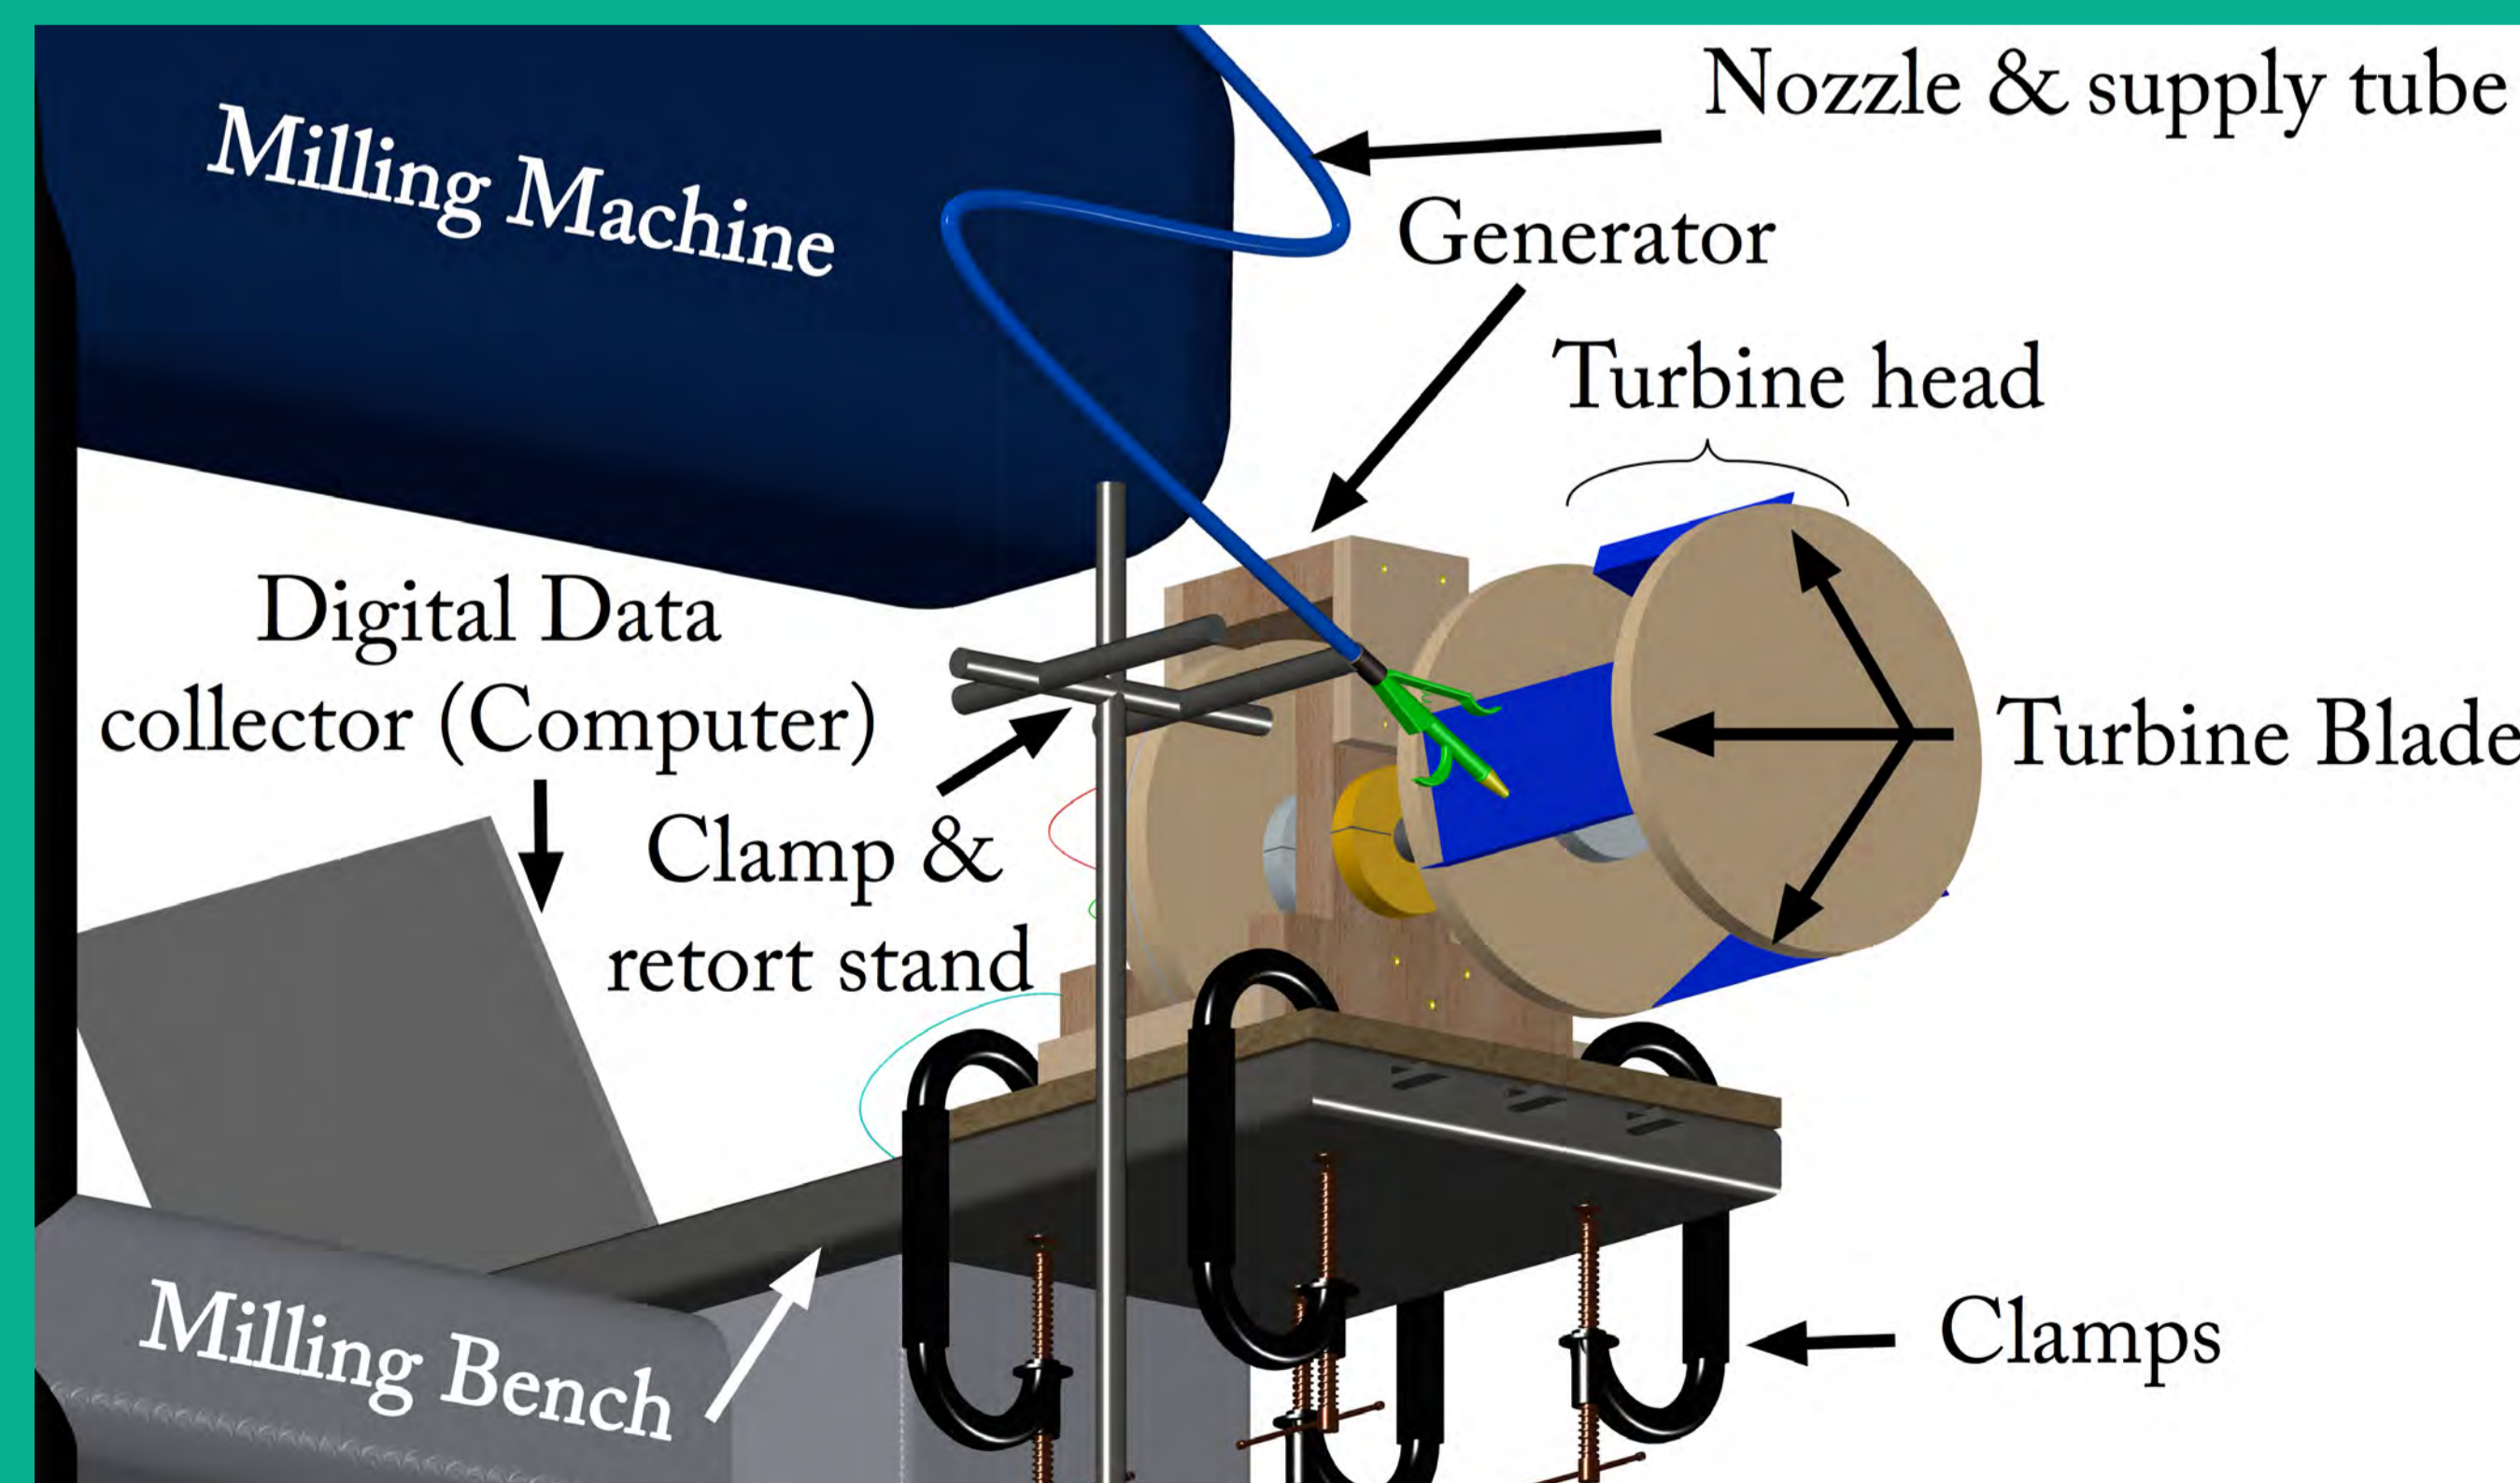 Nozzle & supply tube
Milling Machine
Generator
Turbine head
Digital Data
collector (Computer)
Turbine Blade
Clamp &
retort stand
Milling Bench
Clamps